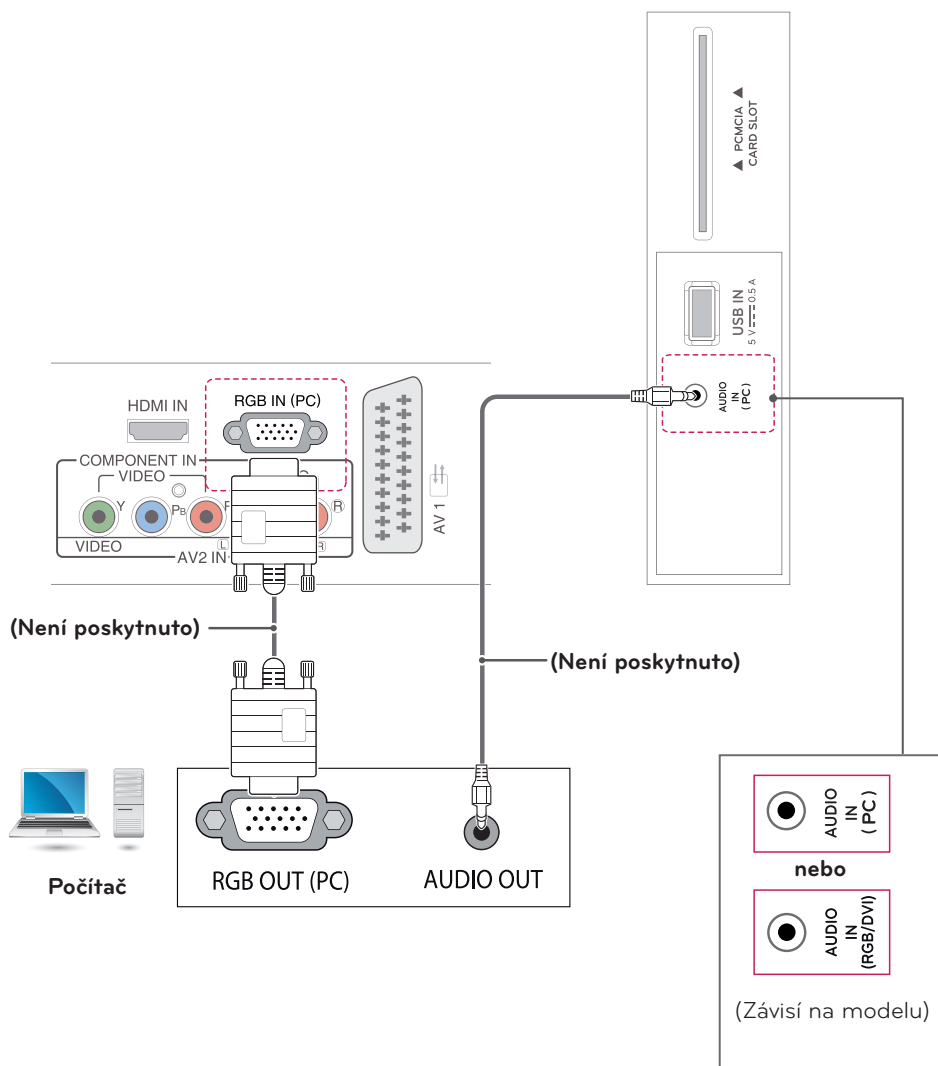 ▲ PCMCIA ▲
CARD SLOT
USB IN
5 V 0.5 A
AUDIO
IN
(PC)
HDMI IN
RGB IN (PC)
COMPONENT IN
VIDEO
Y
PB
R
VIDEO
L
R
AV2 IN
AV 1
(Není poskytnuto)
(Není poskytnuto)
Počítač
RGB OUT (PC)
AUDIO OUT
AUDIO
IN
(PC)
nebo
AUDIO
IN
(RGB/DVI)
(Závisí na modelu)